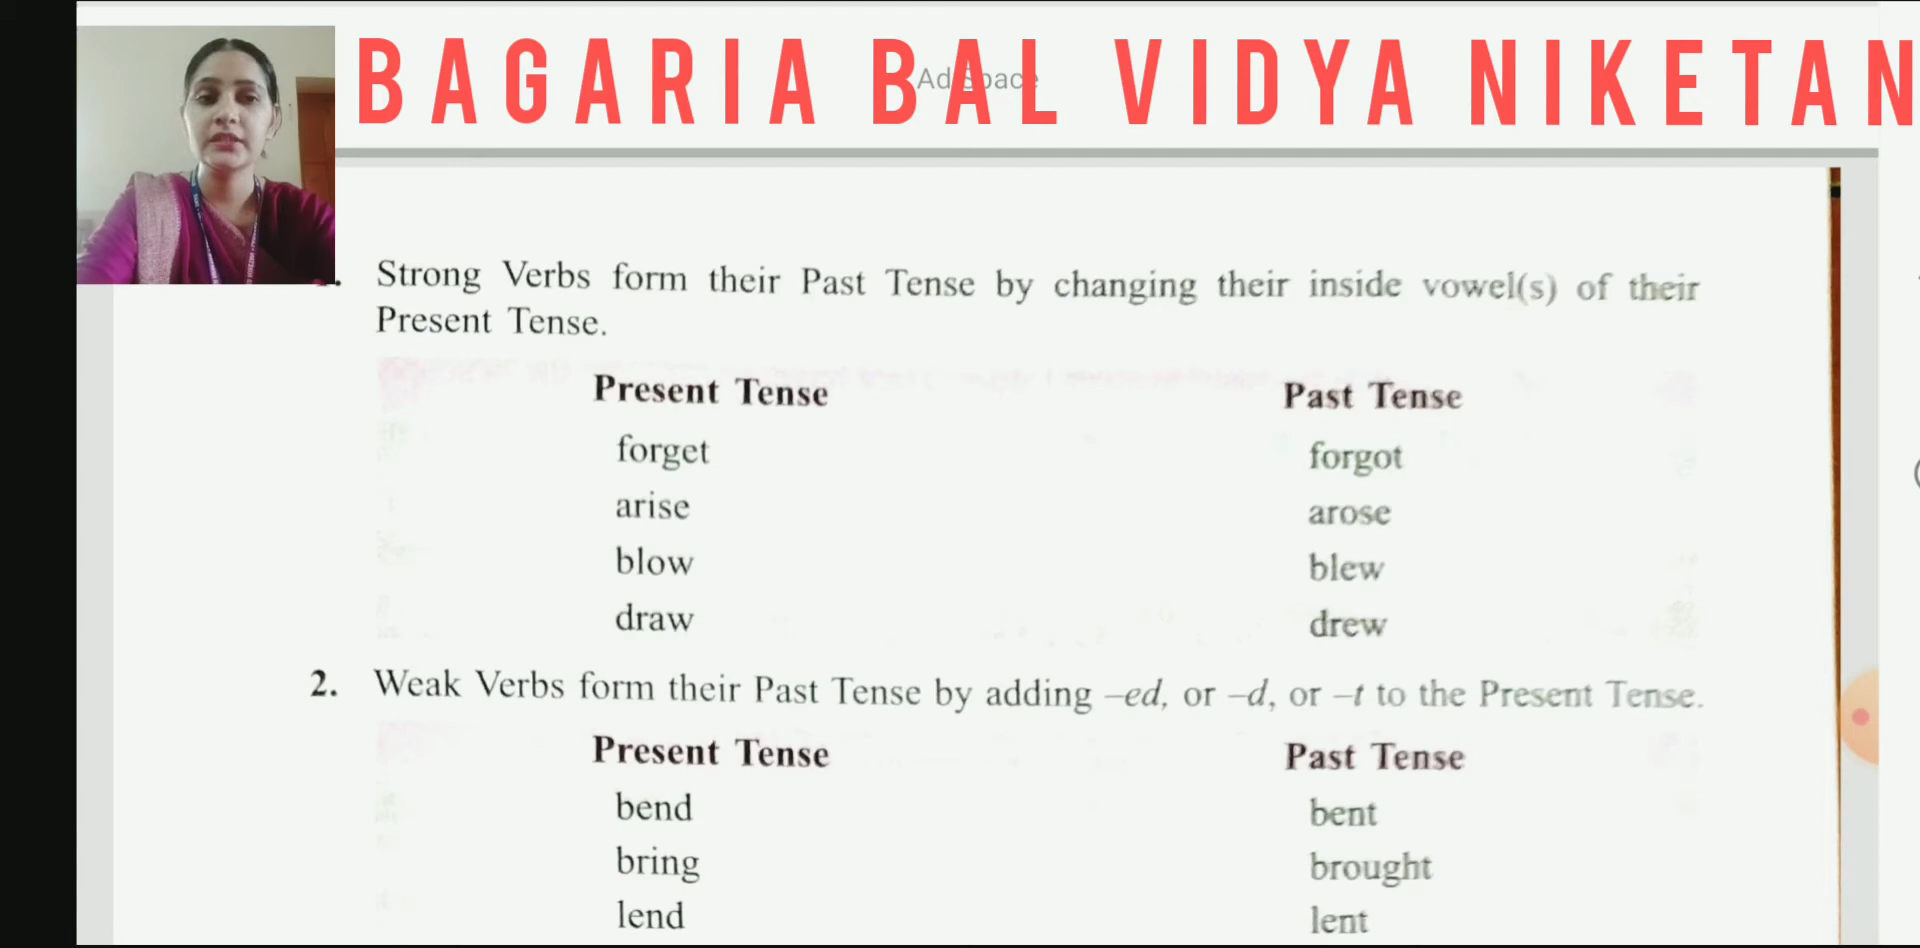 BAGARIA BAL VIDYA NIKETAN
Ad Space
Strong Verbs form their Past Tense by changing their inside vowel(s) of their
Present Tense.
Present Tense Past Tense
forget forgot
arise arose
blow blew
draw drew
2. Weak Verbs form their Past Tense by adding –ed, or –d, or –t to the Present Tense.
Present Tense Past Tense
bend bent
bring brought
lend lent